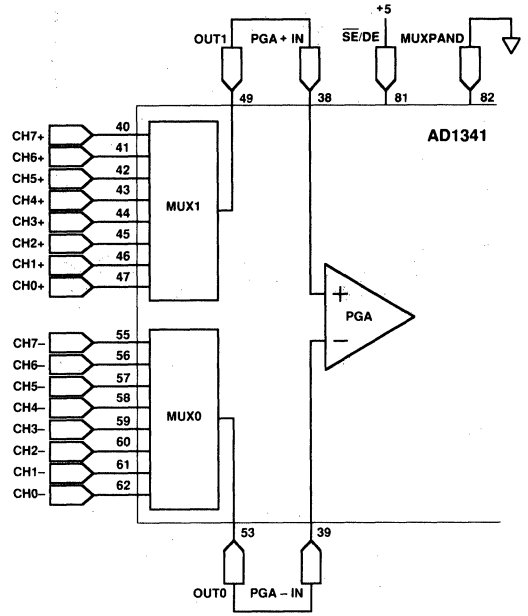 +5
OUT1 PGA + IN SE/DE MUXPAND
49 38 81 82
AD1341
CH7+ 40
CH6+ 41
CH5+ 42
CH4+ 43
CH3+ 44
CH2+ 45
CH1+ 46
CH0+ 47
MUX1
+
PGA
−
CH7− 55
CH6− 56
CH5− 57
CH4− 58
CH3− 59
CH2− 60
CH1− 61
CH0− 62
MUX0
53 39
OUT0 PGA − IN